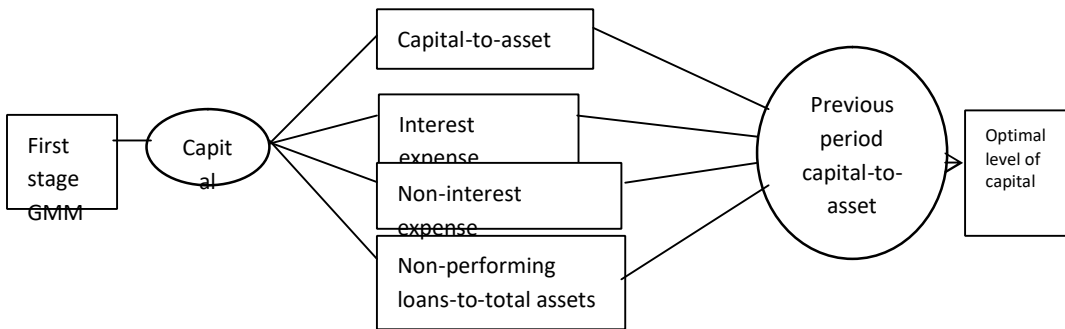 First
stage
GMM
Capit
al
Capital-to-asset
Interest
expense
Non-interest
expense
Non-performing
loans-to-total assets
Previous
period
capital-to-
asset
Optimal
level of
capital